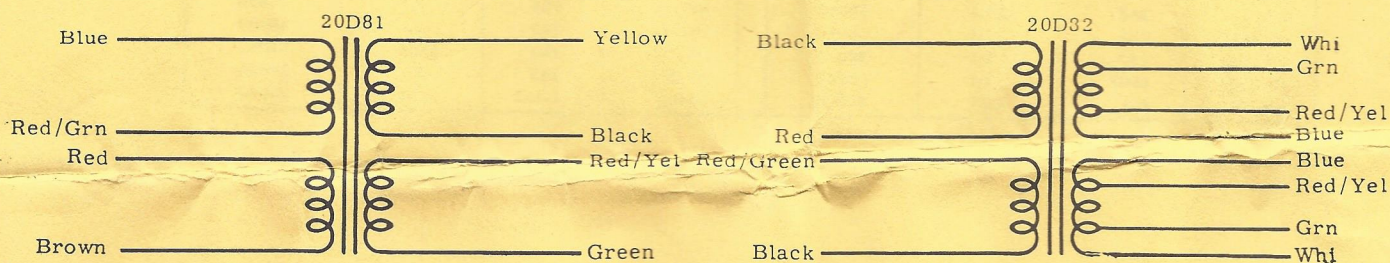 20D81
Blue
Yellow
Red/Grn
Black
Red
Red/Yel
Brown
Green
20D32
Black
Whi
Grn
Red/Yel
Red
Blue
Red/Green
Blue
Red/Yel
Grn
Black
Whi